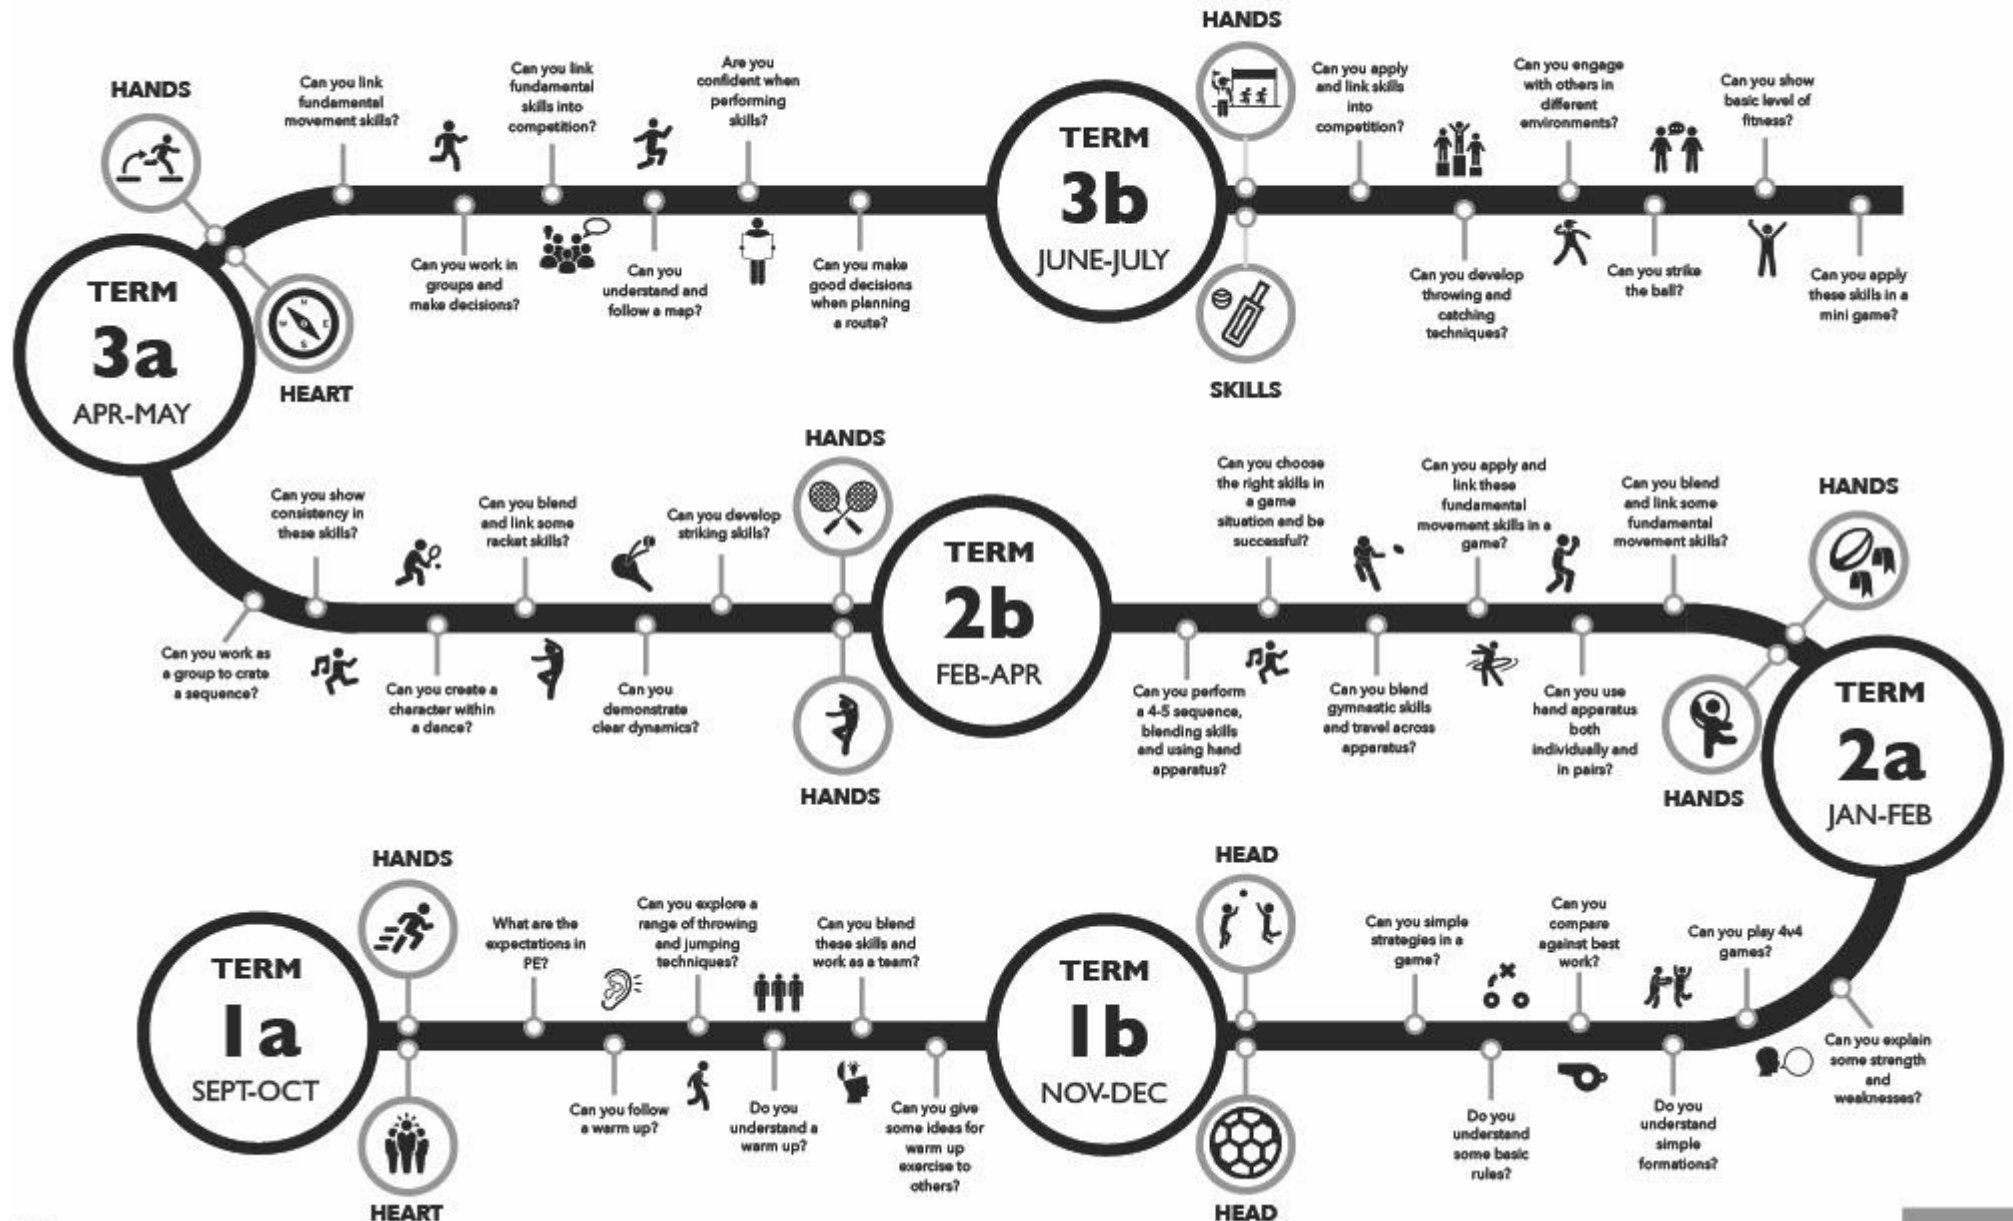 HANDS
Can you link
fundamental
movement skills?
Can you link
fundamental
skills into
competition?
Are you
confident when
performing
skills?
TERM
3b
JUNE-JULY
HANDS
Can you apply
and link skills
into
competition?
Can you engage
with others in
different
environments?
Can you show
basic level of
fitness?
TERM
3a
APR-MAY
HEART
Can you work in
groups and
make decisions?
Can you
understand and
follow a map?
Can you make
good decisions
when planning
a route?
SKILLS
Can you develop
throwing and
catching
techniques?
Can you strike
the ball?
Can you apply
these skills in a
mini game?
N
W
E
S
Can you show
consistency in
these skills?
Can you blend
and link some
racket skills?
Can you develop
striking skills?
HANDS
TERM
2b
FEB-APR
Can you choose
the right skills in
a game
situation and be
successful?
Can you apply and
link these
fundamental
movement skills in a
game?
Can you blend
and link some
fundamental
movement skills?
HANDS
Can you work as
a group to crate
a sequence?
Can you create a
character within
a dance?
Can you
demonstrate
clear dynamics?
HANDS
Can you perform
a 4-5 sequence,
blending skills
and using hand
apparatus?
Can you blend
gymnastic skills
and travel across
apparatus?
Can you use
hand apparatus
both
individually and
in pairs?
HANDS
TERM
2a
JAN-FEB
TERM
1a
SEPT-OCT
HANDS
What are the
expectations in
PE?
Can you explore a
range of throwing
and jumping
techniques?
Can you blend
these skills and
work as a team?
TERM
1b
NOV-DEC
HEAD
Can you simple
strategies in a
game?
Can you
compare
against best
work?
Can you play 4v4
games?
HEART
Can you follow
a warm up?
Do you
understand a
warm up?
Can you give
some ideas for
warm up
exercise to
others?
HEAD
Do you
understand
some basic
rules?
Do you
understand
simple
formations?
Can you explain
some strength
and
weaknesses?